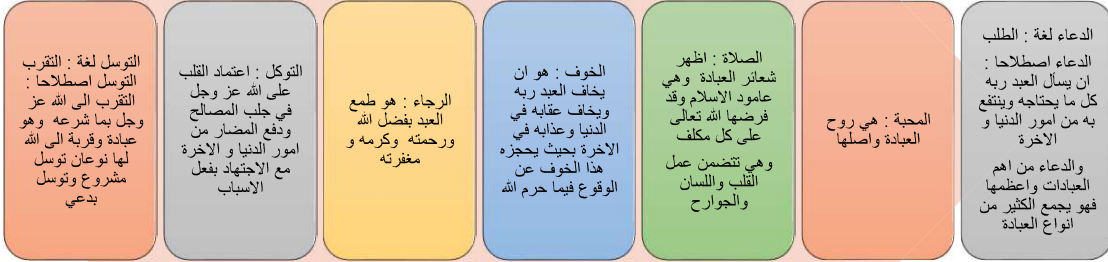 الدعاء لغة : الطلب
الدعاء اصطلاحا :
ان يسأل العبد ربه
كل ما يحتاجه وينتفع
به من امور الدنيا و
الاخرة
والدعاء من اهم
العبادات واعظمها
فهو يجمع الكثير من
انواع العبادة
المحبة : هي روح
العبادة واصلها
الصلاة : اظهر
شعائر العبادة وهي
عامود الاسلام وقد
فرضها الله تعالى
على كل مكلف
وهي تتضمن عمل
القلب واللسان
والجوارح
الخوف : هو ان
يخاف العبد ربه
ويخاف عقابه في
الدنيا وعذابه في
الاخرة بحيث يحجزه
هذا الخوف عن
الوقوع فيما حرم الله
الرجاء : هو طمع
العبد بفضل الله
ورحمته وكرمه و
مغفرته
التوكل : اعتماد القلب
على الله عز وجل
في جلب المصالح
ودفع المضار من
امور الدنيا و الاخرة
مع الاجتهاد بفعل
الاسباب
التوسل لغة : التقرب
التوسل اصطلاحا :
التقرب الى الله عز
وجل بما شرعه وهو
عبادة وقربة الى الله
لها نوعان توسل
مشروع وتوسل
بدعي